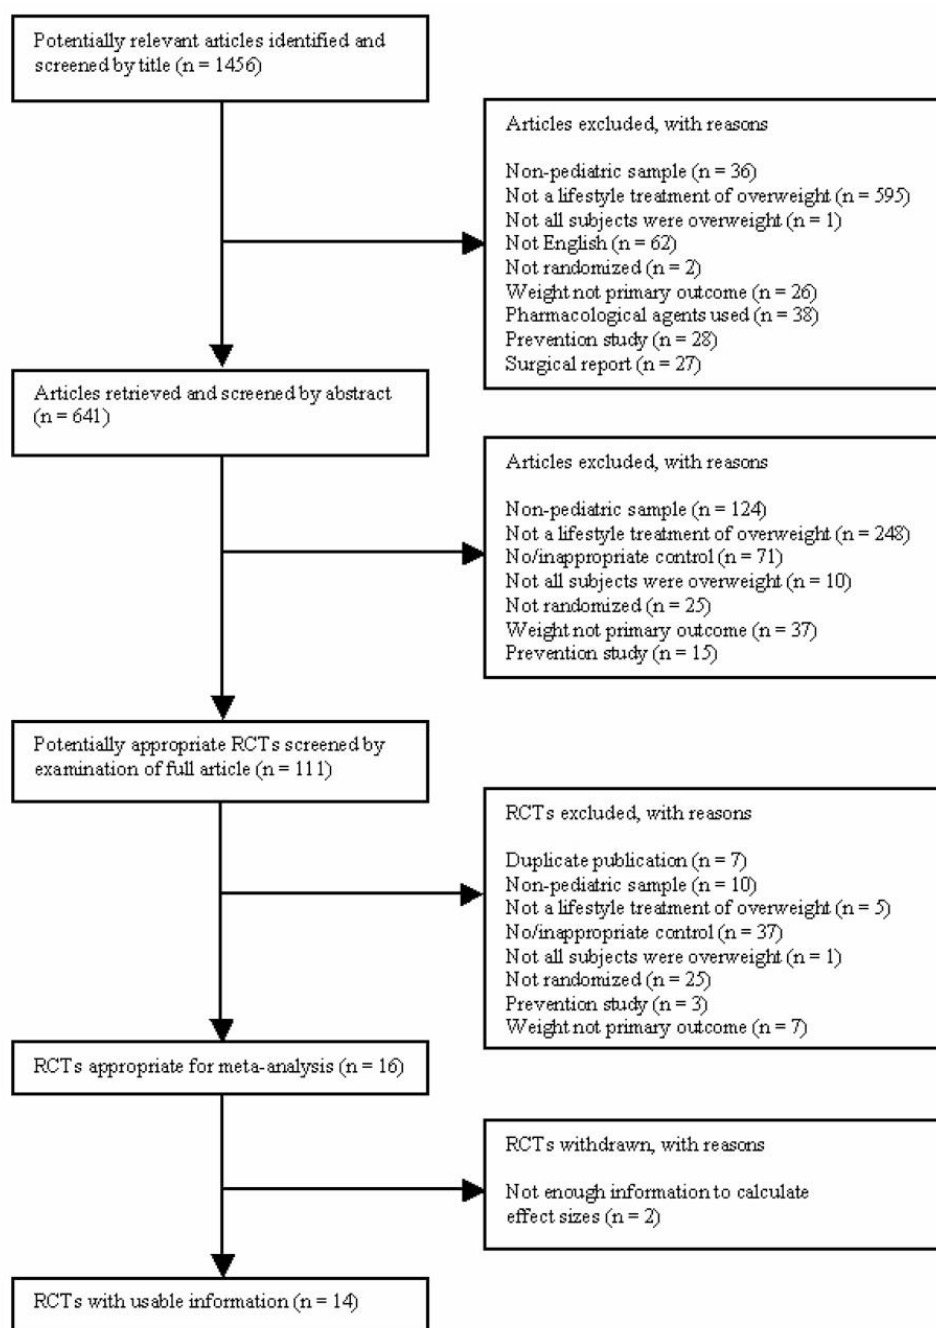 Potentially relevant articles identified and
screened by title (n = 1456)
Articles excluded, with reasons
Non-pediatric sample (n = 36)
Not a lifestyle treatment of overweight (n = 595)
Not all subjects were overweight (n = 1)
Not English (n = 62)
Not randomized (n = 2)
Weight not primary outcome (n = 26)
Pharmacological agents used (n = 38)
Prevention study (n = 28)
Surgical report (n = 27)
Articles retrieved and screened by abstract
(n = 641)
Articles excluded, with reasons
Non-pediatric sample (n = 124)
Not a lifestyle treatment of overweight (n = 248)
No/inappropriate control (n = 71)
Not all subjects were overweight (n = 10)
Not randomized (n = 25)
Weight not primary outcome (n = 37)
Prevention study (n = 15)
Potentially appropriate RCTs screened by
examination of full article (n = 111)
RCTs excluded, with reasons
Duplicate publication (n = 7)
Non-pediatric sample (n = 10)
Not a lifestyle treatment of overweight (n = 5)
No/inappropriate control (n = 37)
Not all subjects were overweight (n = 1)
Not randomized (n = 25)
Prevention study (n = 3)
Weight not primary outcome (n = 7)
RCTs appropriate for meta-analysis (n = 16)
RCTs withdrawn, with reasons
Not enough information to calculate
effect sizes (n = 2)
RCTs with usable information (n = 14)